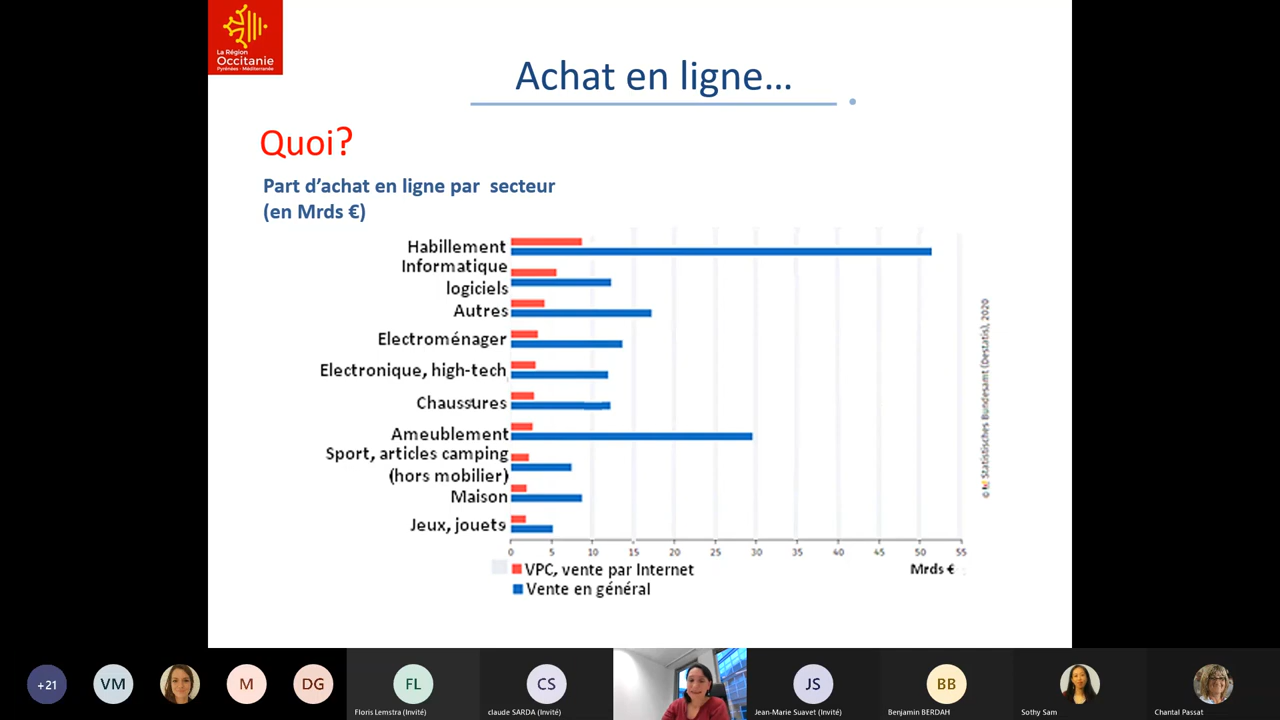 La Région
Occitanie
Pyrénées - Méditerranée
Achat en ligne...
Quoi?
Part d'achat en ligne par secteur
(en Mrds €)
Habillement
Informatique
logiciels
Autres
Electroménager
Electronique, high-tech
Chaussures
Ameublement
Sport, articles camping
(hors mobilier)
Maison
Jeux, jouets
0 5 10 15 20 25 30 35 40 45 50 55
Mrds €
VPC, vente par Internet
Vente en général
© Statistisches Bundesamt (Destatis), 2020
+21
VM
M
DG
FL
CS
JS
BB
Floris Lemstra (Invité)
claude SARDA (Invité)
Jean-Marie Suavet (Invité)
Benjamin BERDAH
Sothy Sam
Chantal Passat